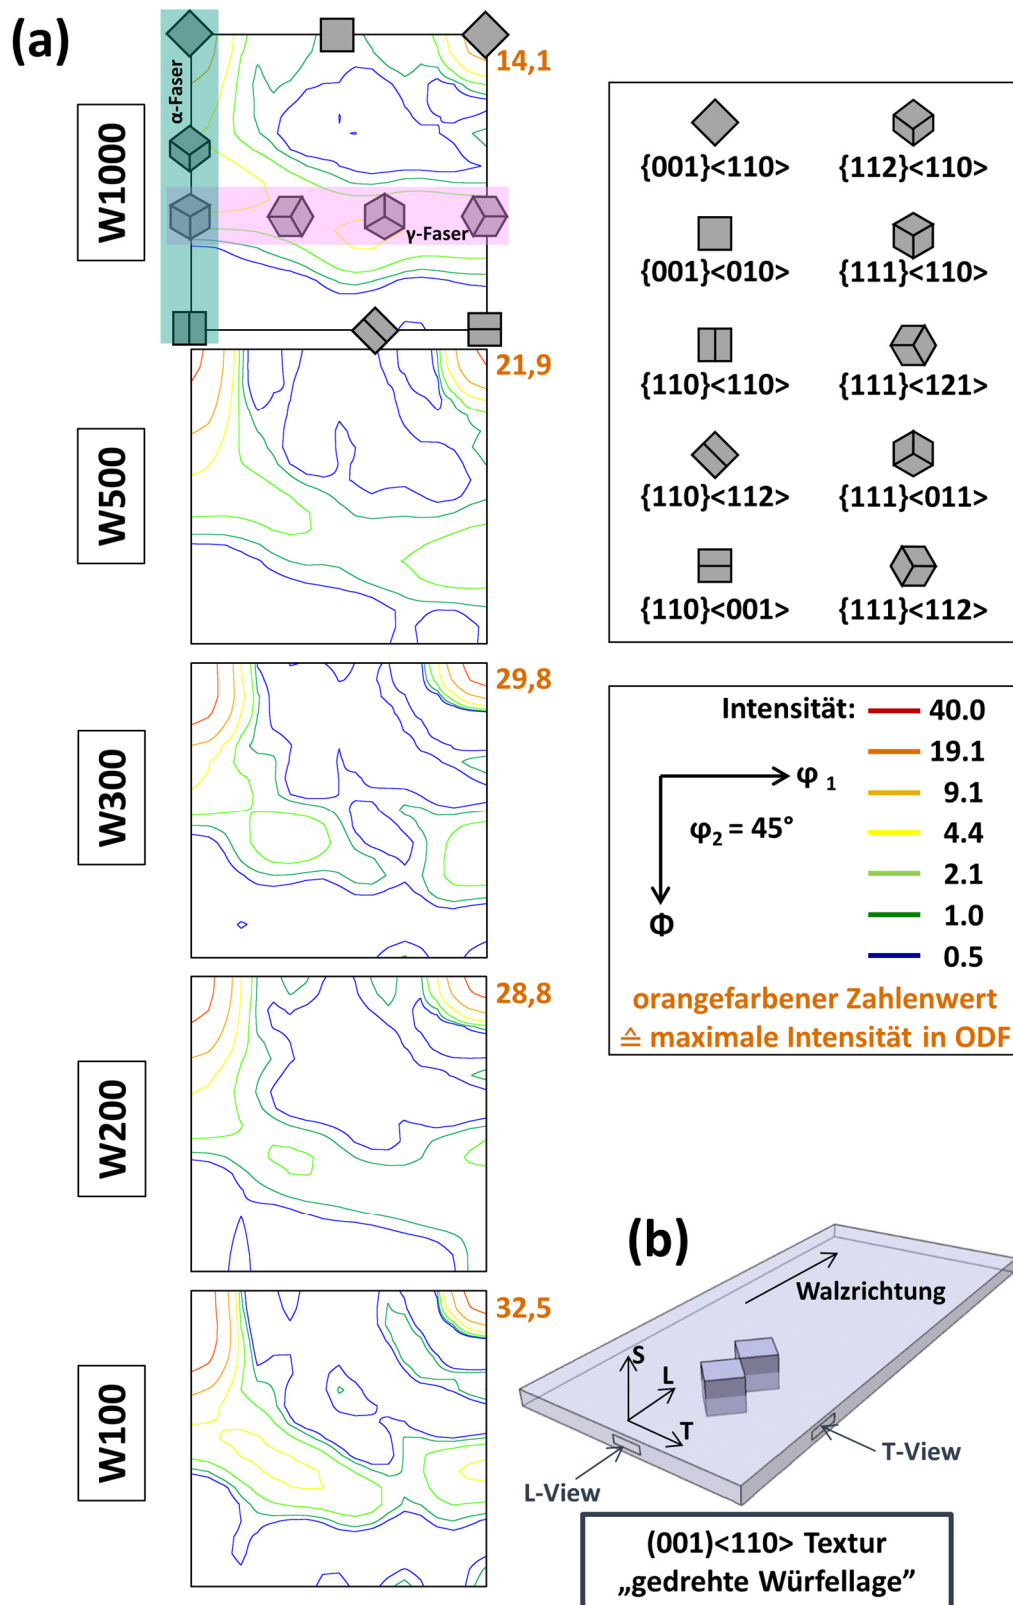 (a)
W1000
α-Faser
γ-Faser
14,1
W500
21,9
W300
29,8
W200
28,8
W100
32,5
{001}<110>
{112}<110>
{001}<010>
{111}<110>
{110}<110>
{111}<121>
{110}<112>
{111}<011>
{110}<001>
{111}<112>
Intensität:
40.0
19.1
9.1
4.4
2.1
1.0
0.5
φ 1
φ2 = 45°
Φ
orangefarbener Zahlenwert
≙ maximale Intensität in ODF
(b)
Walzrichtung
S
L
T
T-View
L-View
(001)<110> Textur
„gedrehte Würfellage”